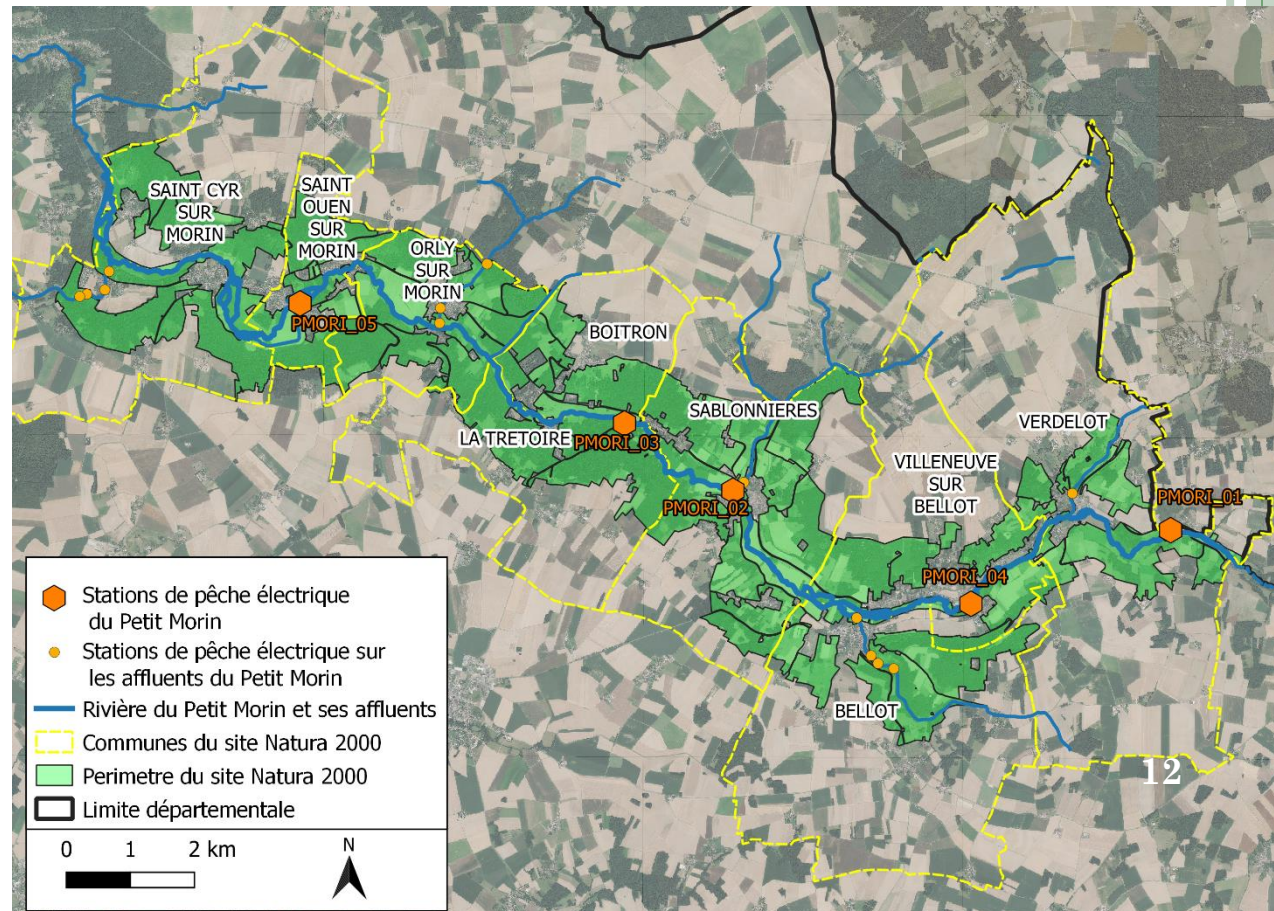 SAINT CYR
SUR
MORIN
SAINT
OUEN
SUR
MORIN
ORLY
SUR
MORIN
PMORI_05
BOITRON
SABLONNIERES
LA TRETOIRE
PMORI_03
VERDELOT
VILLENEUVE
SUR
BELLOT
PMORI_02
PMORI_01
PMORI_04
BELLOT
12
Stations de pêche électrique
du Petit Morin
Stations de pêche électrique sur
les affluents du Petit Morin
Rivière du Petit Morin et ses affluents
Communes du site Natura 2000
Perimetre du site Natura 2000
Limite départementale
0 1 2 km
N